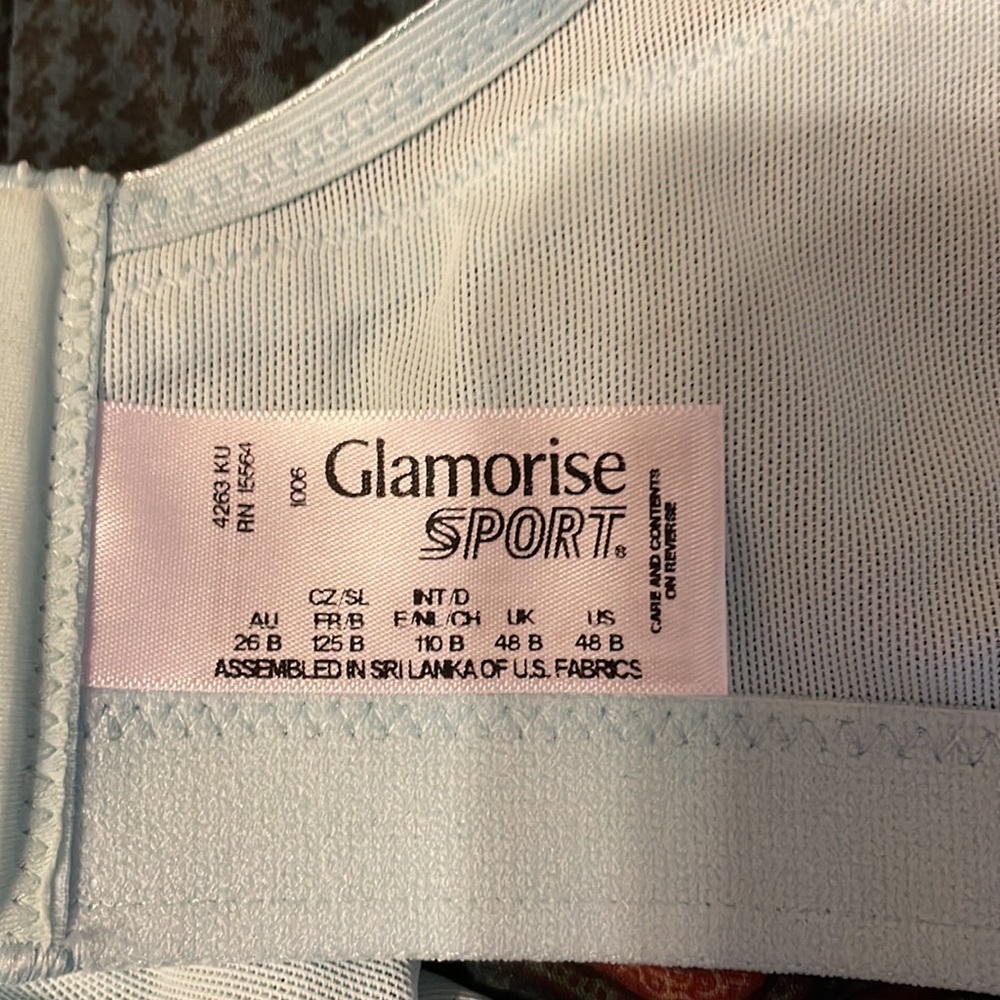 4263 KU
RN 15564
1006
Glamorise
SPORT®
CARE AND CONTENTS
ON REVERSE
CZ/SL INT/D
AU FR/B E/NL/CH UK US
26 B 125 B 110 B 48 B 48 B
ASSEMBLED IN SRI LANKA OF U.S. FABRICS